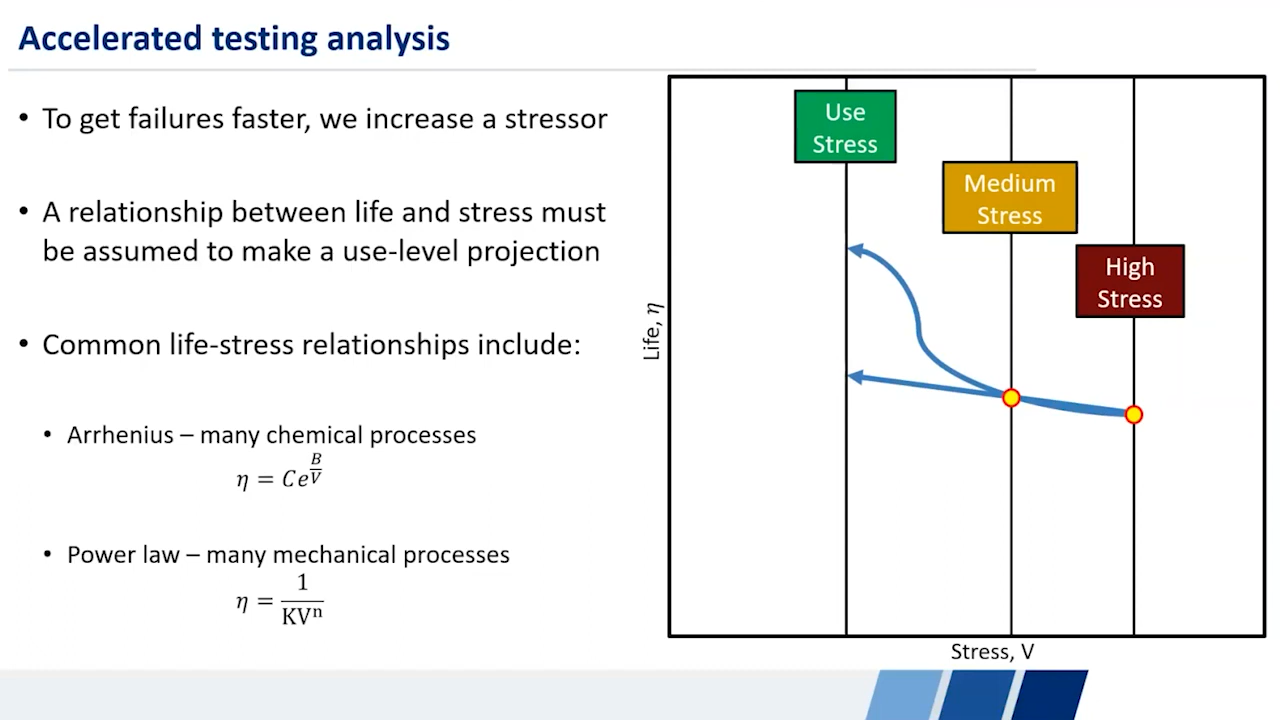 Accelerated testing analysis
• To get failures faster, we increase a stressor
• A relationship between life and stress must
be assumed to make a use-level projection
• Common life-stress relationships include:
• Arrhenius – many chemical processes
η = Ce^(B/V)
• Power law – many mechanical processes
η = 1/(KV^n)
Use
Stress
Medium
Stress
High
Stress
Life, η
Stress, V